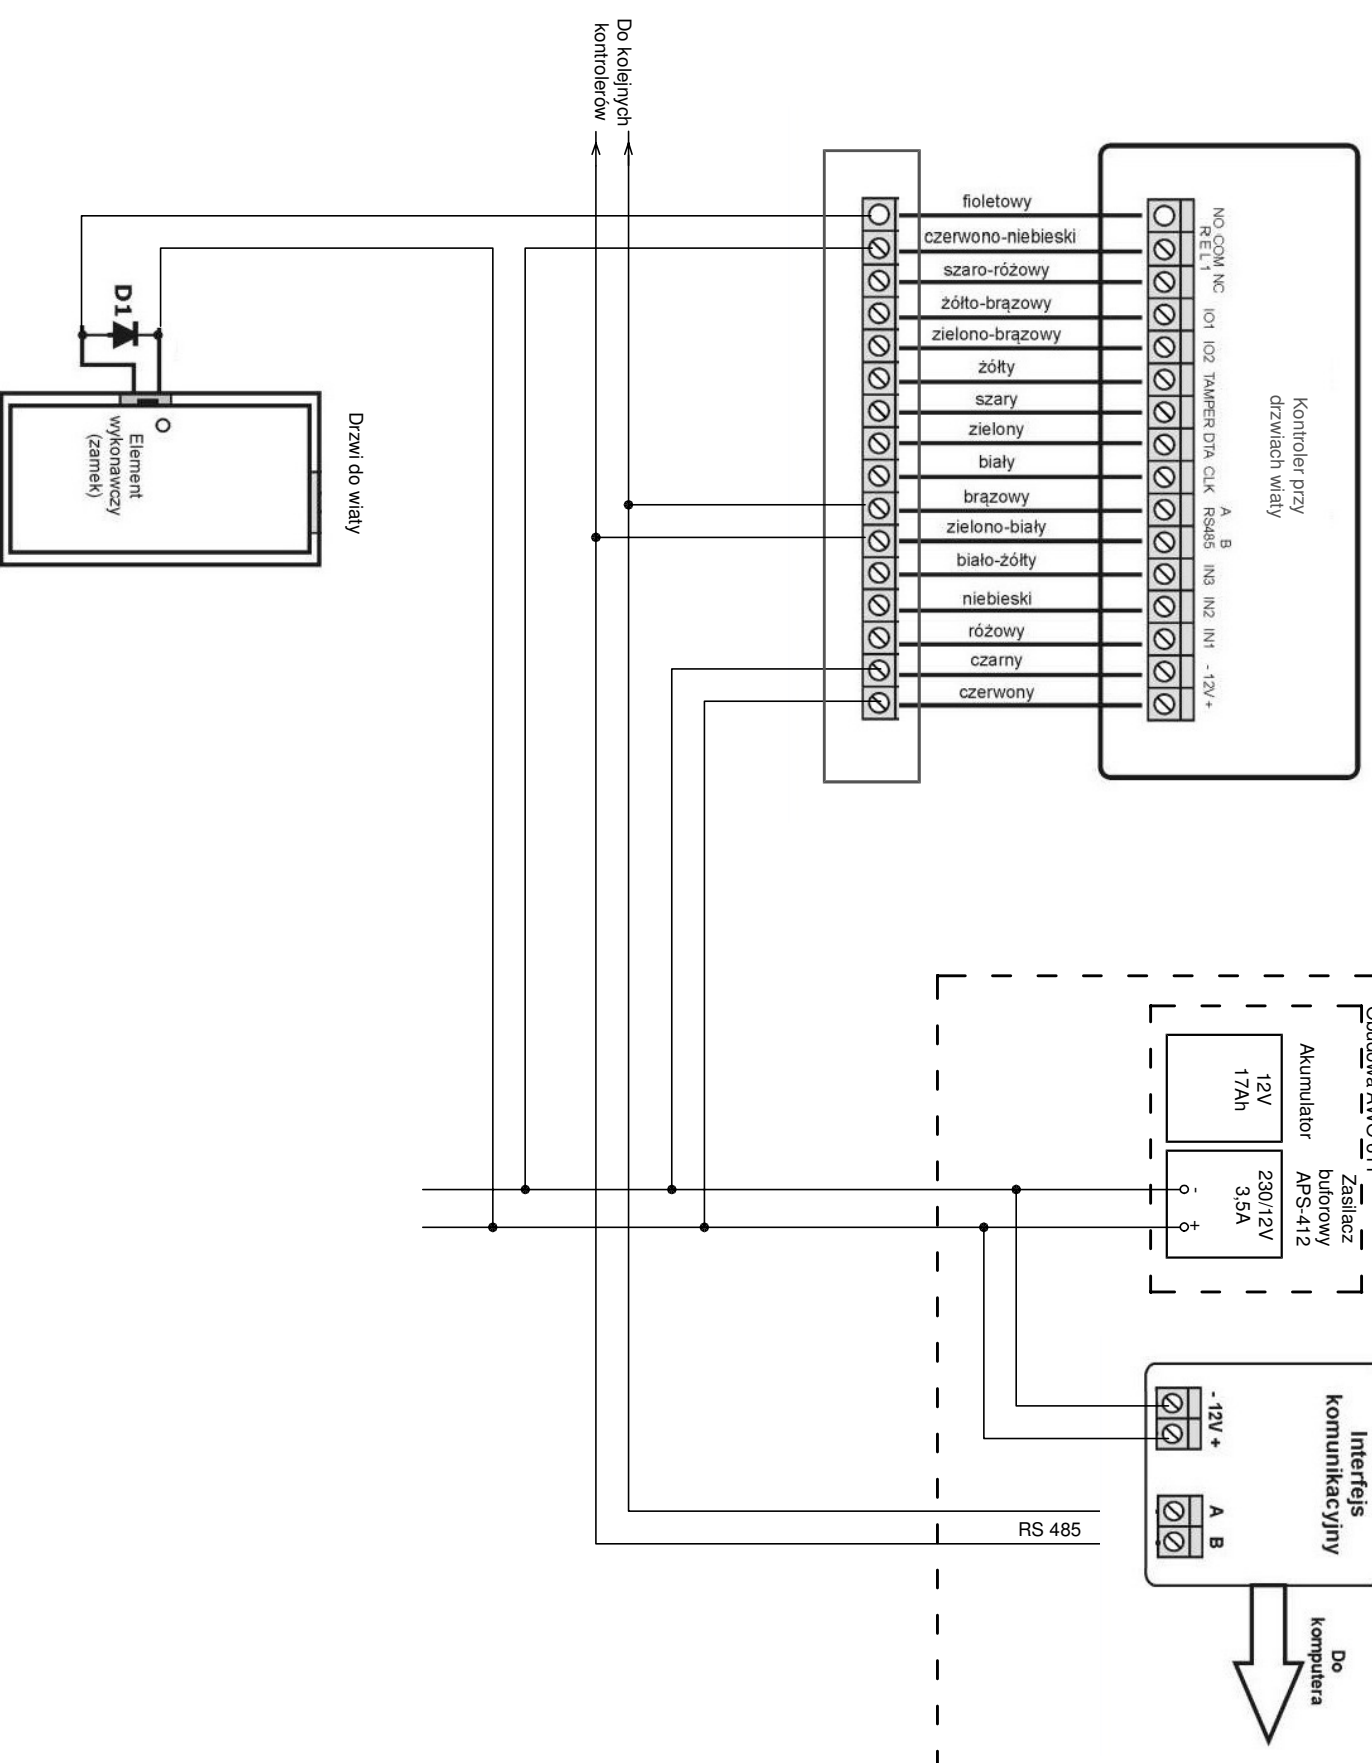 Do kolejnych
kontrolerów
fioletowy
czerwono-niebieski
szaro-różowy
żółto-brązowy
zielono-brązowy
żółty
szary
zielony
biały
brązowy
zielono-biały
biało-żółty
niebieski
różowy
czarny
czerwony
NO COM NC
REL1
IO1
IO2
TAMPER
DTA
CLK
A B
RS485
IN3
IN2
IN1
- 12V +
Kontroler przy
drzwiach wiaty
D1
Element
wykonawczy
(zamek)
Drzwi do wiaty
Akumulator
12V
17Ah
Zasilacz
buforowy
APS-412
230/12V
3,5A
- +
Interfejs
komunikacyjny
- 12V +
A B
RS 485
Do
komputera